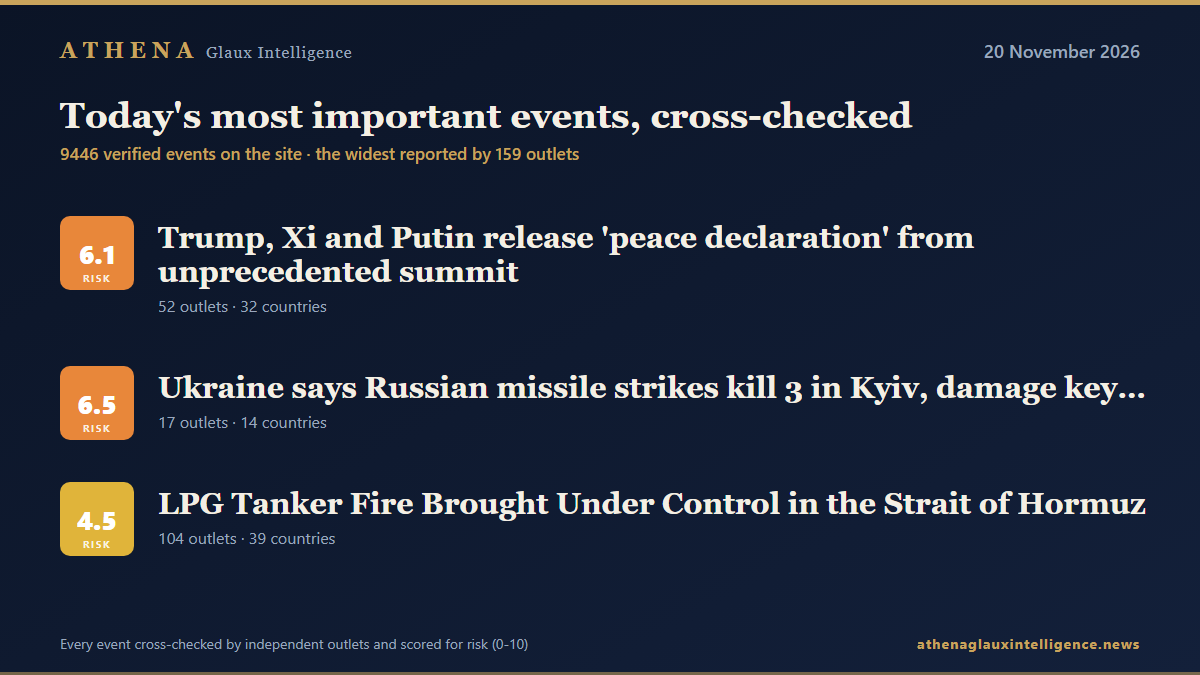 ATHENA Glaux Intelligence
20 November 2026
Today's most important events, cross-checked
9446 verified events on the site · the widest reported by 159 outlets
6.1
RISK
Trump, Xi and Putin release 'peace declaration' from
unprecedented summit
52 outlets · 32 countries
6.5
RISK
Ukraine says Russian missile strikes kill 3 in Kyiv, damage key...
17 outlets · 14 countries
4.5
RISK
LPG Tanker Fire Brought Under Control in the Strait of Hormuz
104 outlets · 39 countries
Every event cross-checked by independent outlets and scored for risk (0-10)
athenaglauxintelligence.news